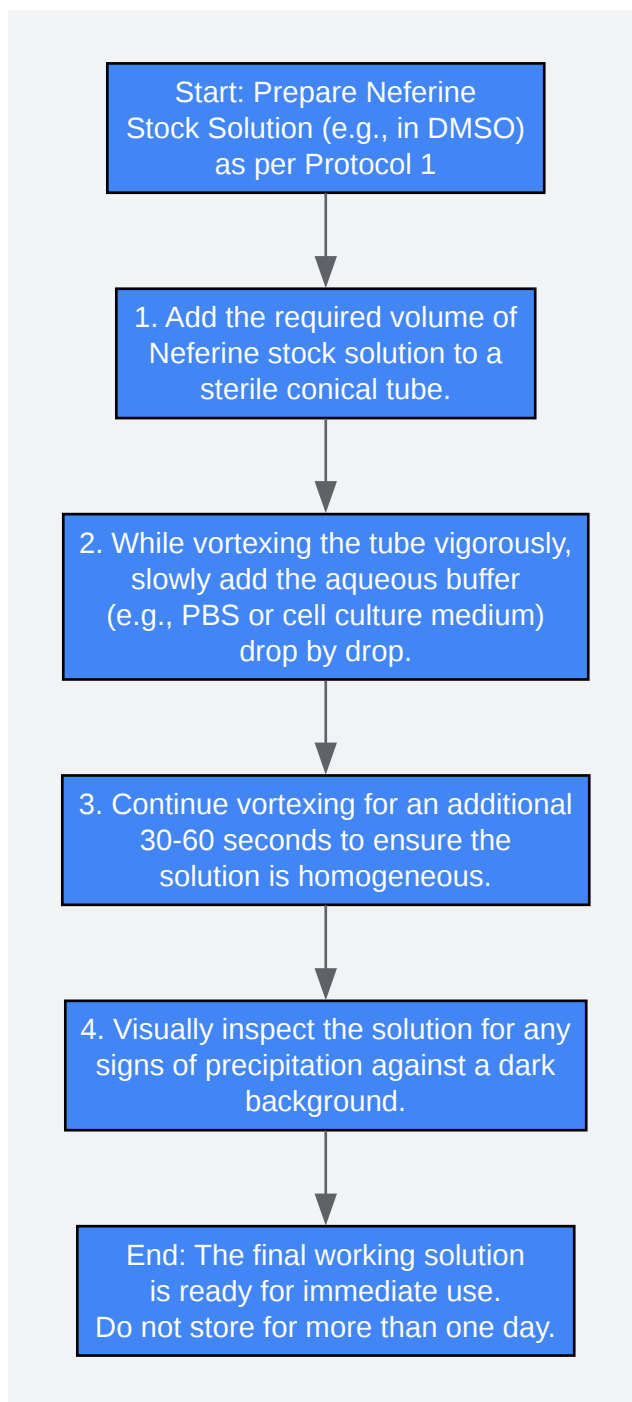 Start: Prepare Neferine
Stock Solution (e.g., in DMSO)
as per Protocol 1
1. Add the required volume of
Neferine stock solution to a
sterile conical tube.
2. While vortexing the tube vigorously,
slowly add the aqueous buffer
(e.g., PBS or cell culture medium)
drop by drop.
3. Continue vortexing for an additional
30-60 seconds to ensure the
solution is homogeneous.
4. Visually inspect the solution for any
signs of precipitation against a dark
background.
End: The final working solution
is ready for immediate use.
Do not store for more than one day.